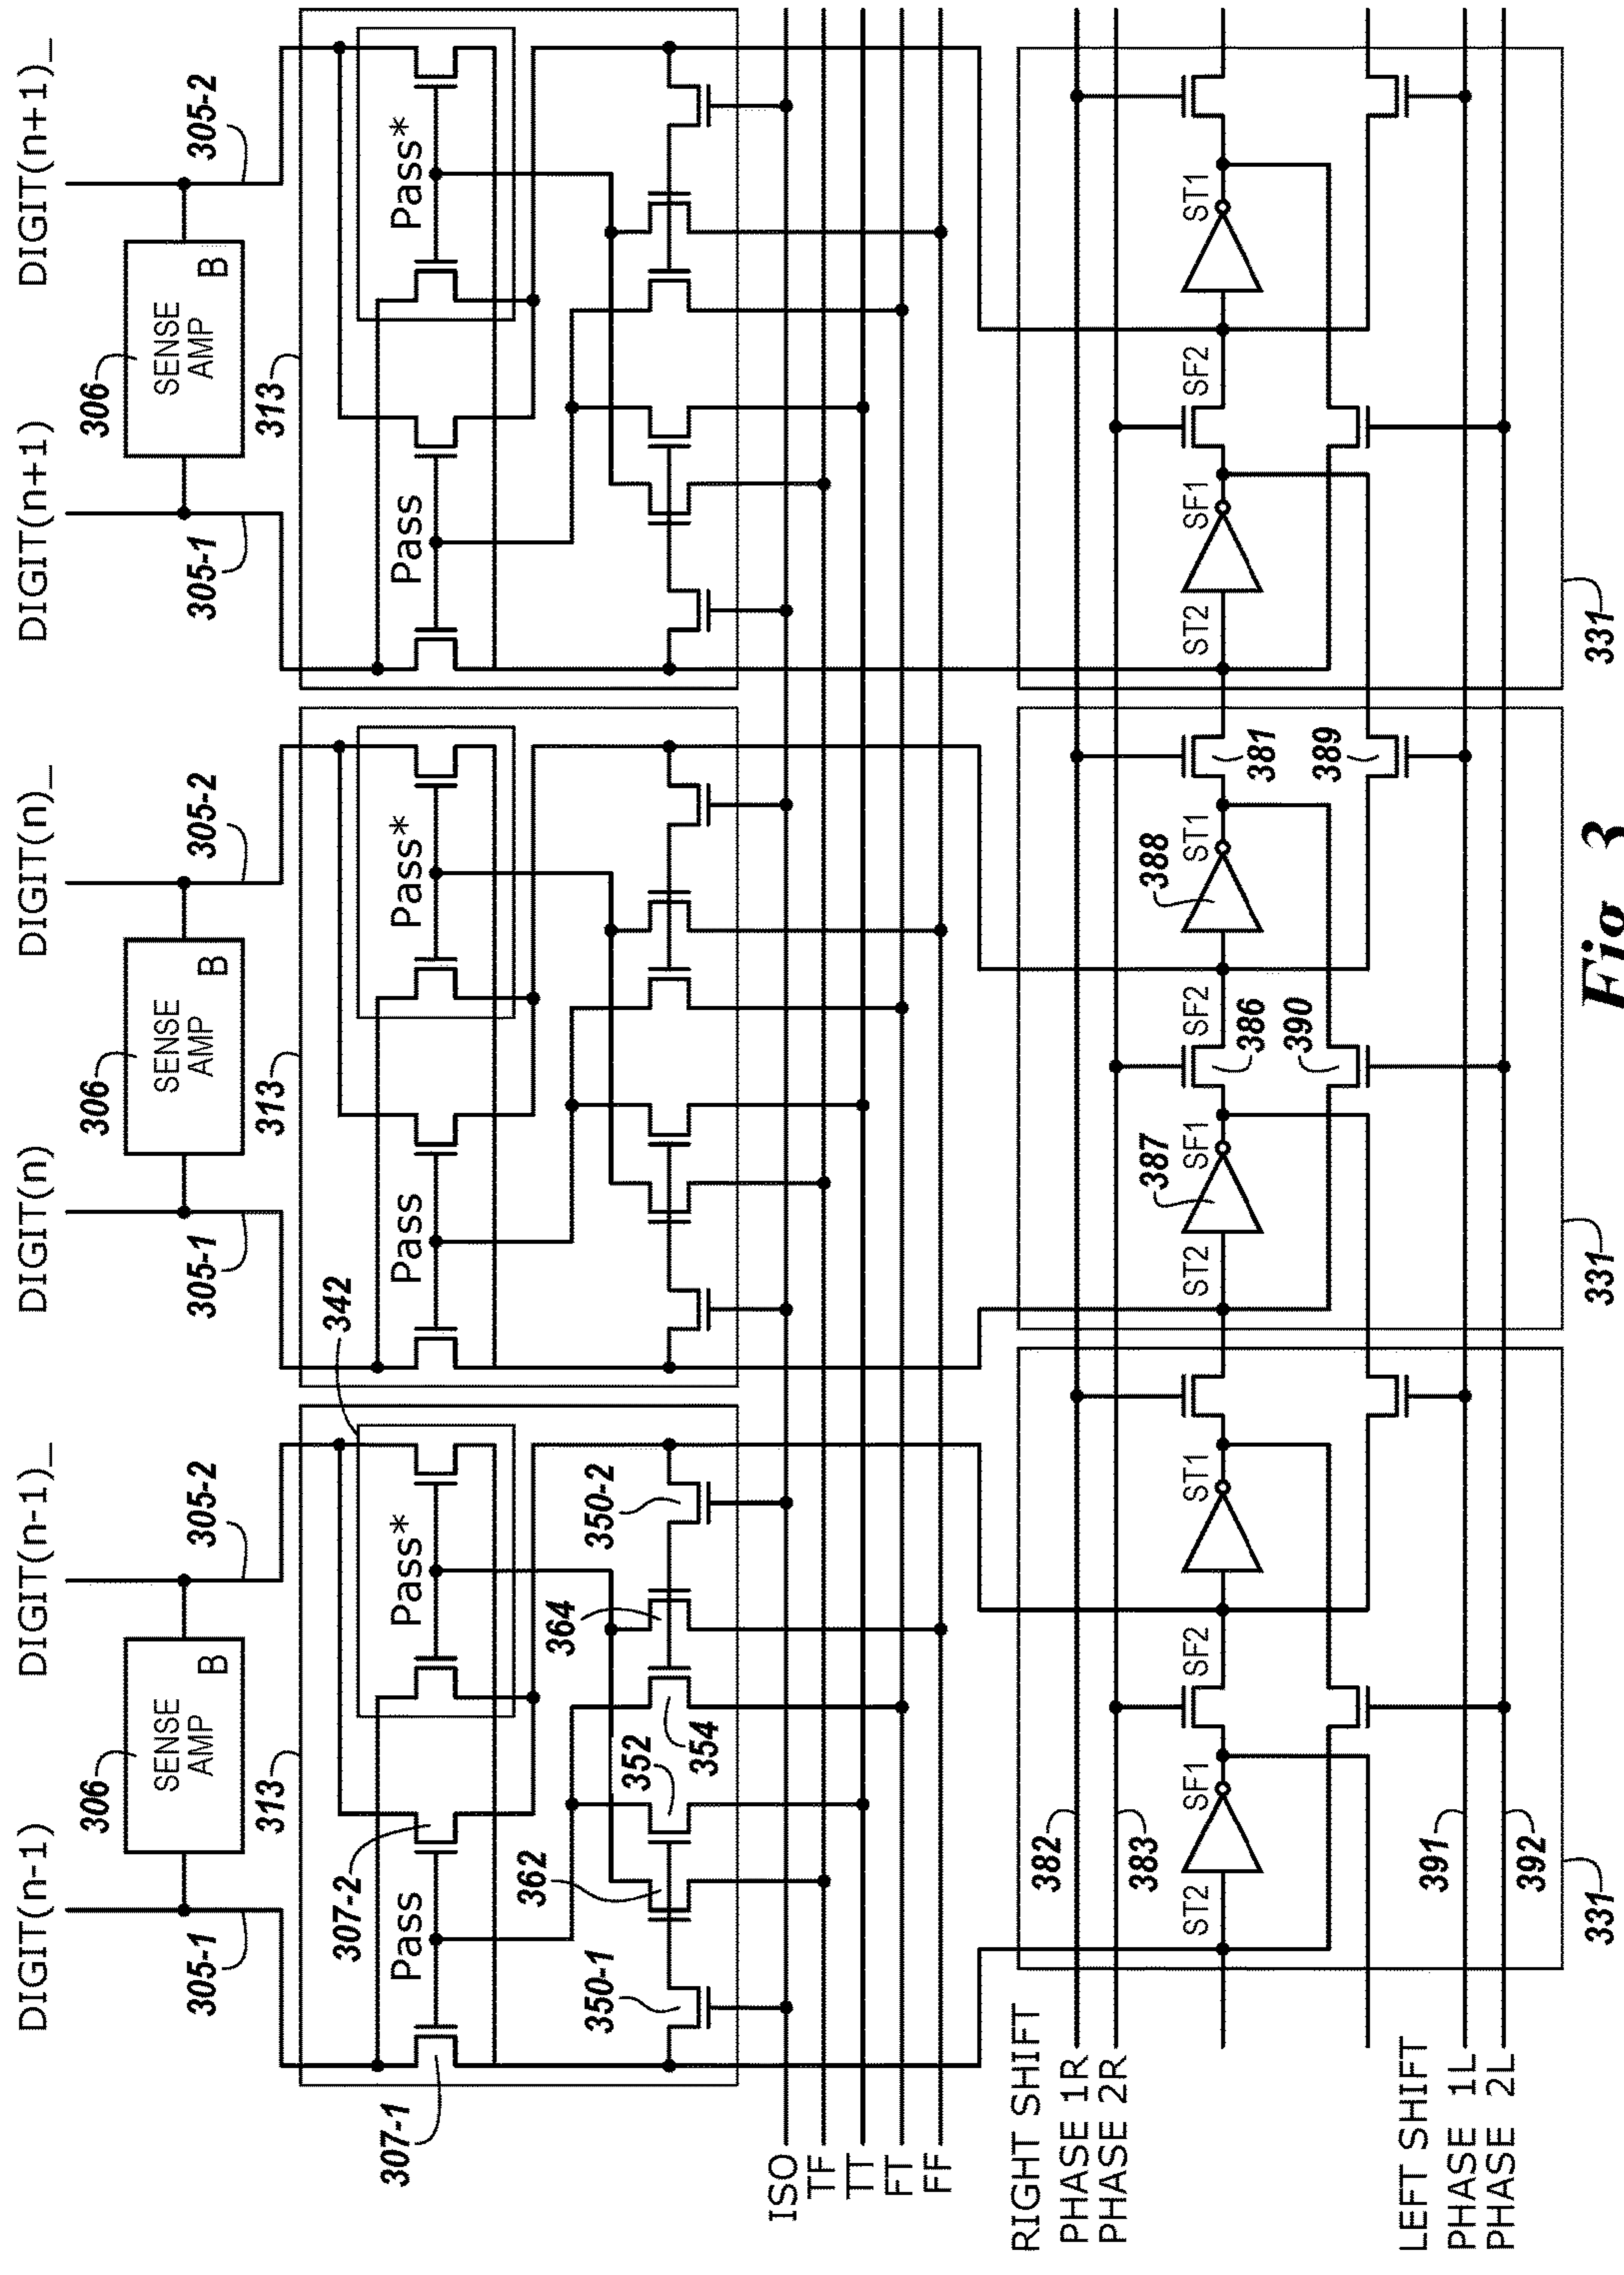 DIGIT(n-1)
DIGIT(n-1)_
DIGIT(n)
DIGIT(n)_
DIGIT(n+1)
DIGIT(n+1)_
306
SENSE
AMP
B
306
SENSE
AMP
B
306
SENSE
AMP
B
305-1
305-2
305-1
305-2
305-1
305-2
313
342
313
313
307-2
307-1
Pass
Pass*
Pass
Pass*
Pass
Pass*
350-1
362
352
364
354
350-2
ISO
TF
TT
FT
FF
RIGHT SHIFT
PHASE 1R
PHASE 2R
382
383
ST2
SF1
SF2
ST1
ST2
387
SF1
SF2
386
388
ST1
381
ST2
SF1
SF2
ST1
390
389
LEFT SHIFT
PHASE 1L
PHASE 2L
391
392
331
331
331
Fig. 3